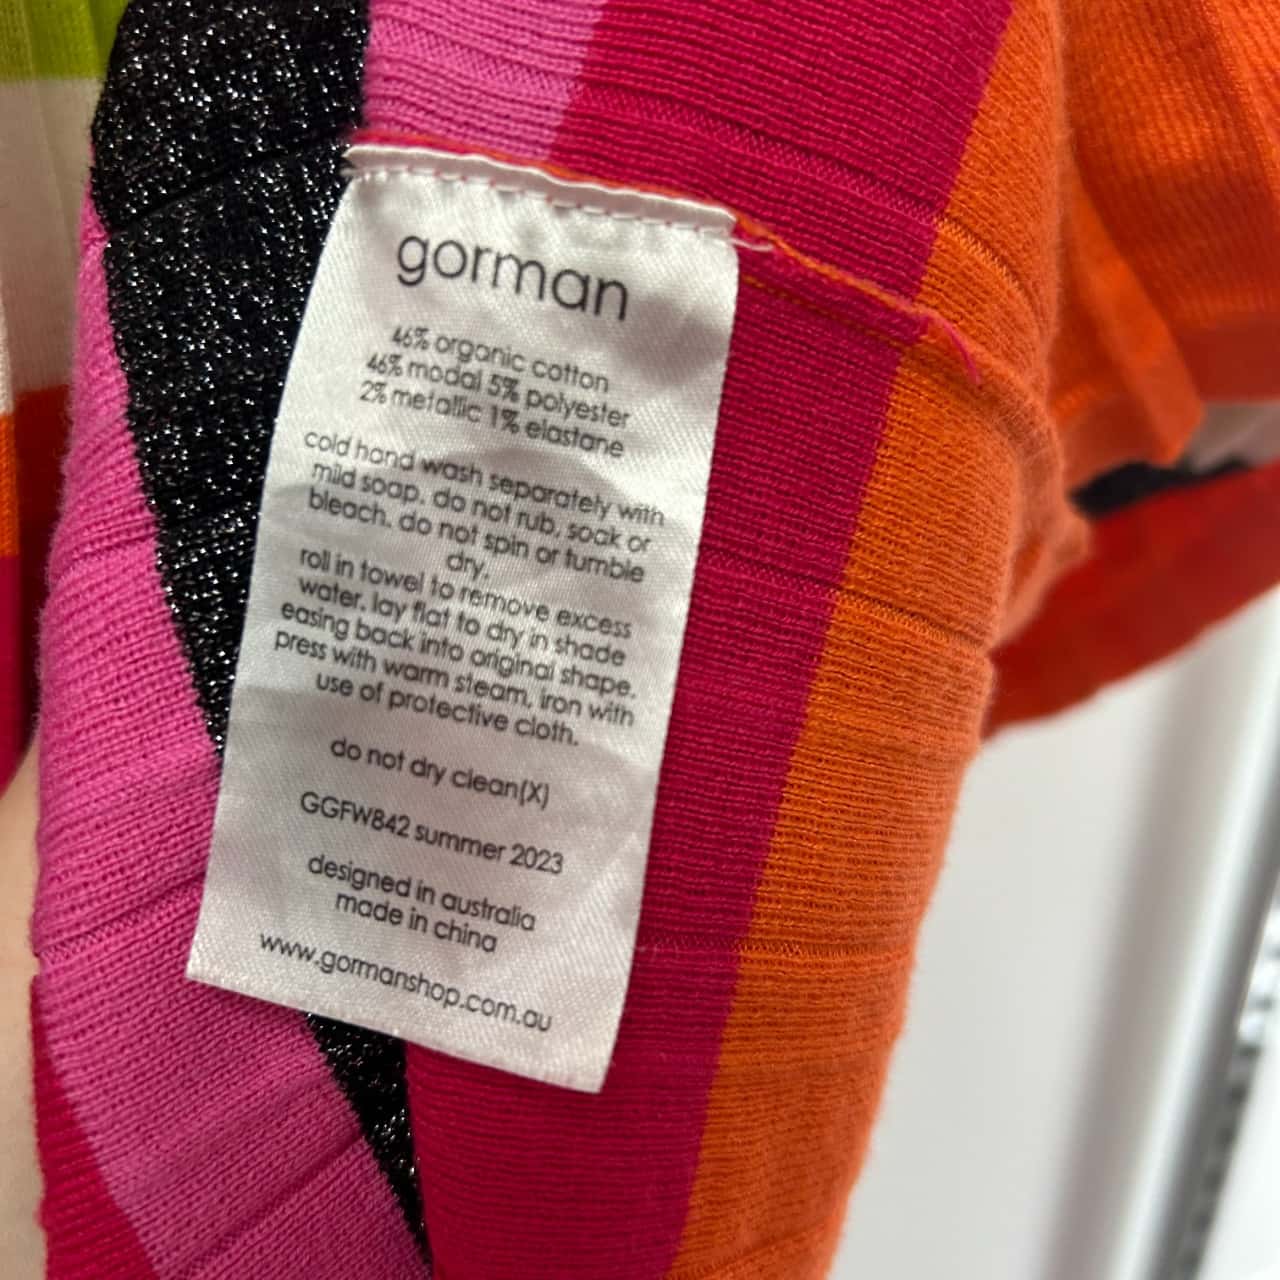 gorman
46% organic cotton
46% modal 5% polyester
2% metallic 1% elastane
cold hand wash separately with
mild soap. do not rub, soak or
bleach. do not spin or tumble
dry.
roll in towel to remove excess
water. lay flat to dry in shade
easing back into original shape.
press with warm steam, iron with
use of protective cloth.
do not dry clean(X)
GGFW842 summer 2023
designed in australia
made in china
www.gormanshop.com.au